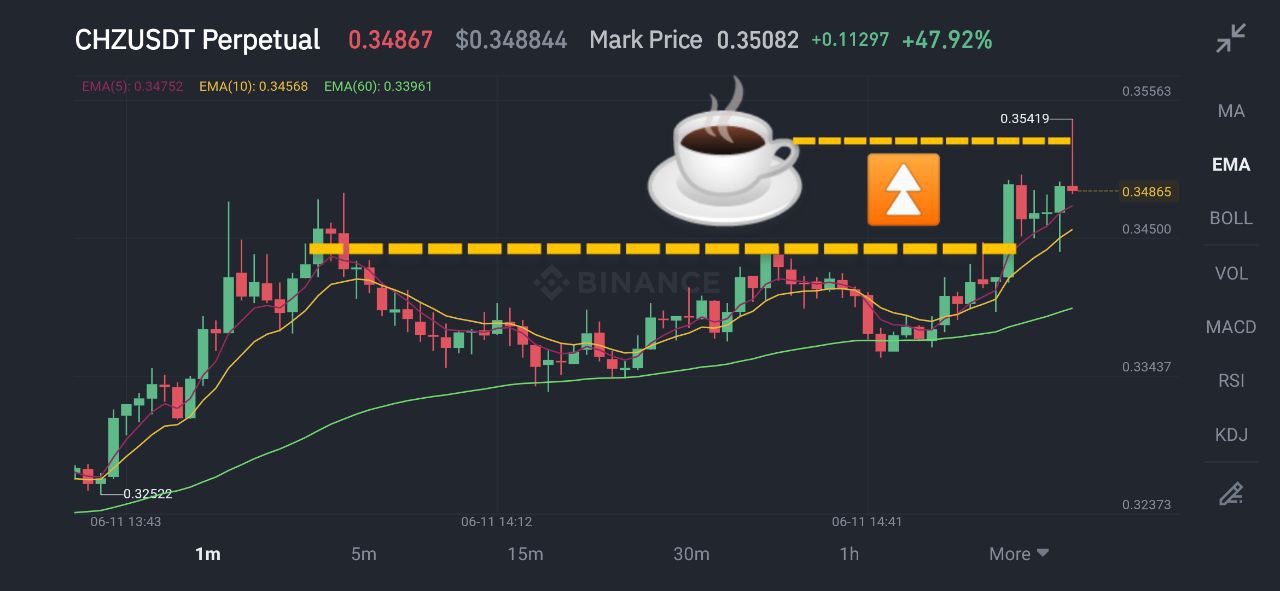 CHZUSDT Perpetual 0.34867 $0.348844 Mark Price 0.35082 +0.11297 +47.92%
EMA(5): 0.34752 EMA(10): 0.34568 EMA(60): 0.33961
0.35563
MA
0.35419
EMA
0.34865
BOLL
0.34500
VOL
BINANCE
MACD
0.33437
RSI
KDJ
0.32522
0.32373
06-11 13:43 06-11 14:12 06-11 14:41
1m 5m 15m 30m 1h More